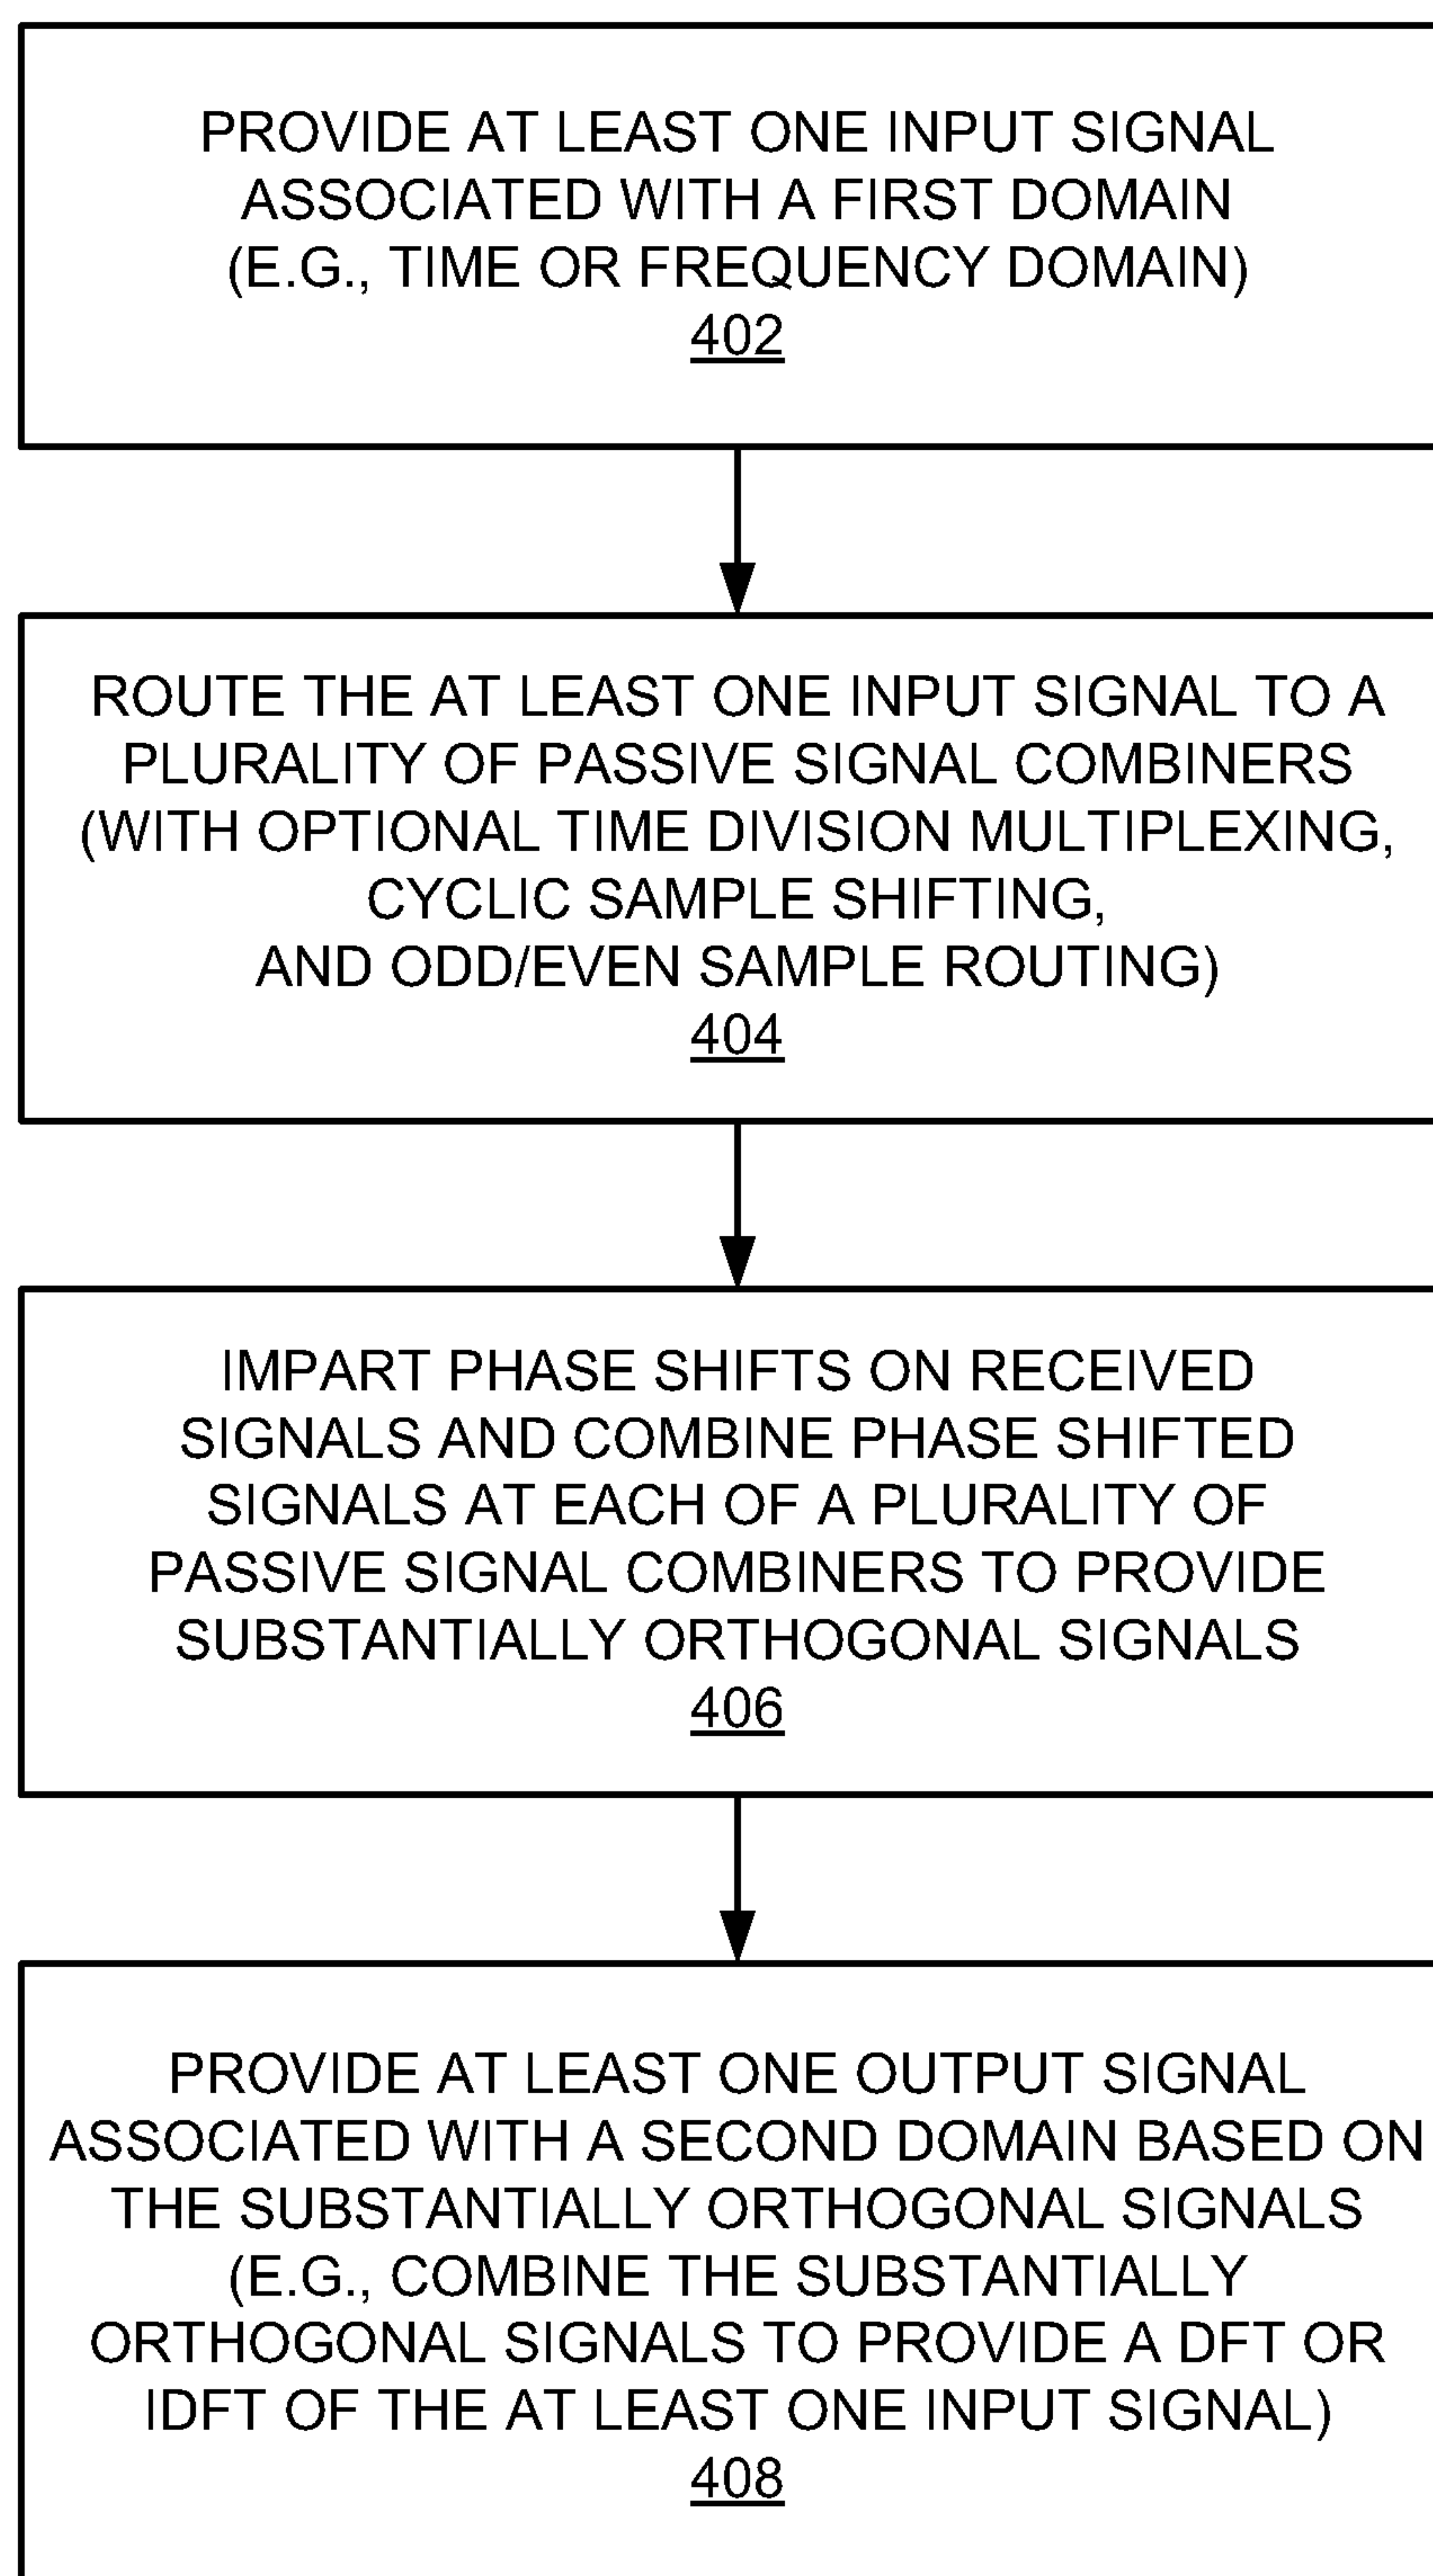 PROVIDE AT LEAST ONE INPUT SIGNAL
ASSOCIATED WITH A FIRST DOMAIN
(E.G., TIME OR FREQUENCY DOMAIN)
402
ROUTE THE AT LEAST ONE INPUT SIGNAL TO A
PLURALITY OF PASSIVE SIGNAL COMBINERS
(WITH OPTIONAL TIME DIVISION MULTIPLEXING,
CYCLIC SAMPLE SHIFTING,
AND ODD/EVEN SAMPLE ROUTING)
404
IMPART PHASE SHIFTS ON RECEIVED
SIGNALS AND COMBINE PHASE SHIFTED
SIGNALS AT EACH OF A PLURALITY OF
PASSIVE SIGNAL COMBINERS TO PROVIDE
SUBSTANTIALLY ORTHOGONAL SIGNALS
406
PROVIDE AT LEAST ONE OUTPUT SIGNAL
ASSOCIATED WITH A SECOND DOMAIN BASED ON
THE SUBSTANTIALLY ORTHOGONAL SIGNALS
(E.G., COMBINE THE SUBSTANTIALLY
ORTHOGONAL SIGNALS TO PROVIDE A DFT OR
IDFT OF THE AT LEAST ONE INPUT SIGNAL)
408